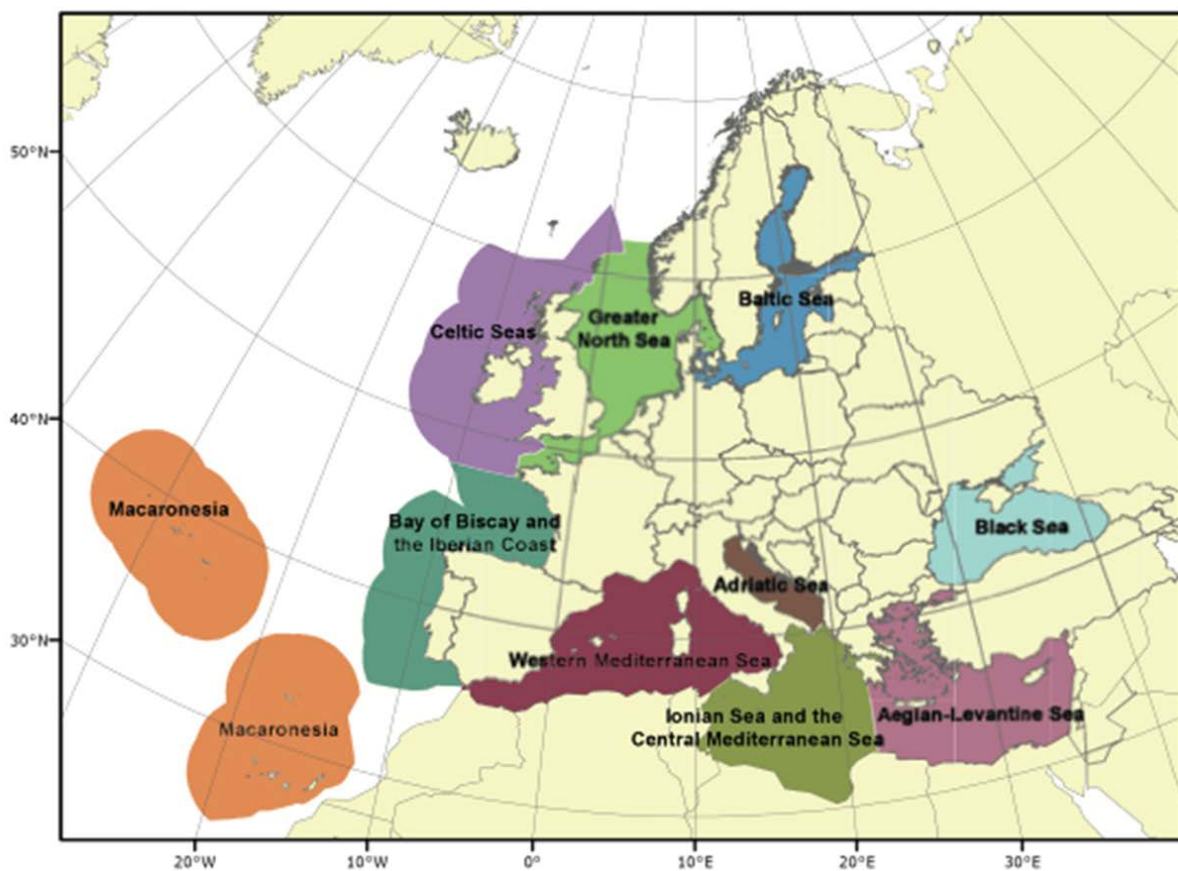 50°N
40°N
30°N
20°W
10°W
0°
10°E
20°E
30°E
Celtic Seas
Greater
North Sea
Baltic Sea
Macaronesia
Bay of Biscay and
the Iberian Coast
Black Sea
Adriatic Sea
Western Mediterranean Sea
Ionian Sea and the
Central Mediterranean Sea
Aegian-Levantine Sea
Macaronesia